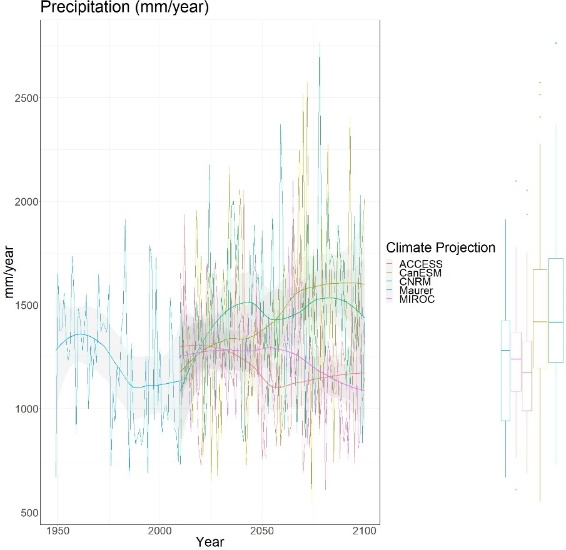 Precipitation (mm/year)
2500
2000
1500
1000
500
mm/year
1950
2000
2050
2100
Year
Climate Projection
ACCESS
CanESM
CNRM
Maurer
MIROC